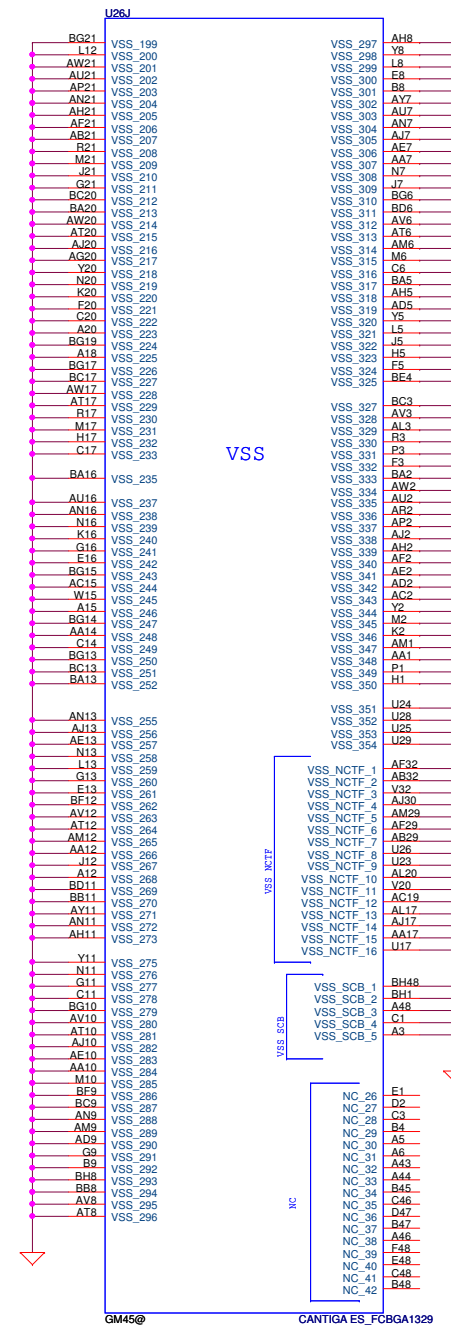 U26J
BG21 VSS_199
L12 VSS_200
AW21 VSS_201
AU21 VSS_202
AP21 VSS_203
AN21 VSS_204
AH21 VSS_205
AF21 VSS_206
AB21 VSS_207
R21 VSS_208
M21 VSS_209
J21 VSS_210
G21 VSS_211
BC20 VSS_212
BA20 VSS_213
AW20 VSS_214
AT20 VSS_215
AJ20 VSS_216
AG20 VSS_217
Y20 VSS_218
N20 VSS_219
K20 VSS_220
F20 VSS_221
C20 VSS_222
A20 VSS_223
BG19 VSS_224
A18 VSS_225
BG17 VSS_226
BC17 VSS_227
AW17 VSS_228
AT17 VSS_229
R17 VSS_230
M17 VSS_231
H17 VSS_232
C17 VSS_233
BA16 VSS_235
AU16 VSS_237
AN16 VSS_238
N16 VSS_239
K16 VSS_240
G16 VSS_241
E16 VSS_242
BG15 VSS_243
AC15 VSS_244
W15 VSS_245
A15 VSS_246
BG14 VSS_247
AA14 VSS_248
C14 VSS_249
BG13 VSS_250
BC13 VSS_251
BA13 VSS_252
AN13 VSS_255
AJ13 VSS_256
AE13 VSS_257
N13 VSS_258
L13 VSS_259
G13 VSS_260
E13 VSS_261
BF12 VSS_262
AV12 VSS_263
AT12 VSS_264
AM12 VSS_265
AA12 VSS_266
J12 VSS_267
A12 VSS_268
BD11 VSS_269
BB11 VSS_270
AY11 VSS_271
AN11 VSS_272
AH11 VSS_273
Y11 VSS_275
N11 VSS_276
G11 VSS_277
C11 VSS_278
BG10 VSS_279
AV10 VSS_280
AT10 VSS_281
AJ10 VSS_282
AE10 VSS_283
AA10 VSS_284
M10 VSS_285
BF9 VSS_286
BC9 VSS_287
AN9 VSS_288
AM9 VSS_289
AD9 VSS_290
G9 VSS_291
B9 VSS_292
BH8 VSS_293
BB8 VSS_294
AV8 VSS_295
AT8 VSS_296
VSS
VSS_297 AH8
VSS_298 Y8
VSS_299 L8
VSS_300 E8
VSS_301 B8
VSS_302 AY7
VSS_303 AU7
VSS_304 AN7
VSS_305 AJ7
VSS_306 AE7
VSS_307 AA7
VSS_308 N7
VSS_309 J7
VSS_310 BG6
VSS_311 BD6
VSS_312 AV6
VSS_313 AT6
VSS_314 AM6
VSS_315 M6
VSS_316 C6
VSS_317 BA5
VSS_318 AH5
VSS_319 AD5
VSS_320 Y5
VSS_321 L5
VSS_322 J5
VSS_323 H5
VSS_324 F5
VSS_325 BE4
VSS_327 BC3
VSS_328 AV3
VSS_329 AL3
VSS_330 R3
VSS_331 P3
VSS_332 F3
VSS_333 BA2
VSS_334 AW2
VSS_335 AU2
VSS_336 AR2
VSS_337 AP2
VSS_338 AJ2
VSS_339 AH2
VSS_340 AF2
VSS_341 AE2
VSS_342 AD2
VSS_343 AC2
VSS_344 Y2
VSS_345 M2
VSS_346 K2
VSS_347 AM1
VSS_348 AA1
VSS_349 P1
VSS_350 H1
VSS_351 U24
VSS_352 U28
VSS_353 U25
VSS_354 U29
VSS NCTF
VSS_NCTF_1 AF32
VSS_NCTF_2 AB32
VSS_NCTF_3 V32
VSS_NCTF_4 AJ30
VSS_NCTF_5 AM29
VSS_NCTF_6 AF29
VSS_NCTF_7 AB29
VSS_NCTF_8 U26
VSS_NCTF_9 U23
VSS_NCTF_10 AL20
VSS_NCTF_11 V20
VSS_NCTF_12 AC19
VSS_NCTF_13 AL17
VSS_NCTF_14 AJ17
VSS_NCTF_15 AA17
VSS_NCTF_16 U17
VSS SCB
VSS_SCB_1 BH48
VSS_SCB_2 BH1
VSS_SCB_3 A48
VSS_SCB_4 C1
VSS_SCB_5 A3
NC
NC_26 E1
NC_27 D2
NC_28 C3
NC_29 B4
NC_30 A5
NC_31 A6
NC_32 A43
NC_33 A44
NC_34 B45
NC_35 C46
NC_36 D47
NC_37 B47
NC_38 A46
NC_39 F48
NC_40 E48
NC_41 C48
NC_42 B48
GM45@ CANTIGA ES_FCBGA1329